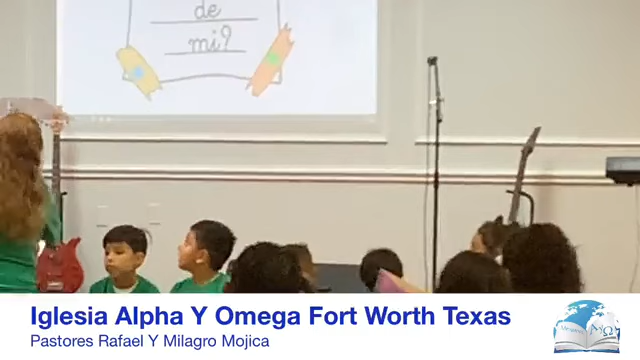 de
mi?
Iglesia Alpha Y Omega Fort Worth Texas
Pastores Rafael Y Milagro Mojica